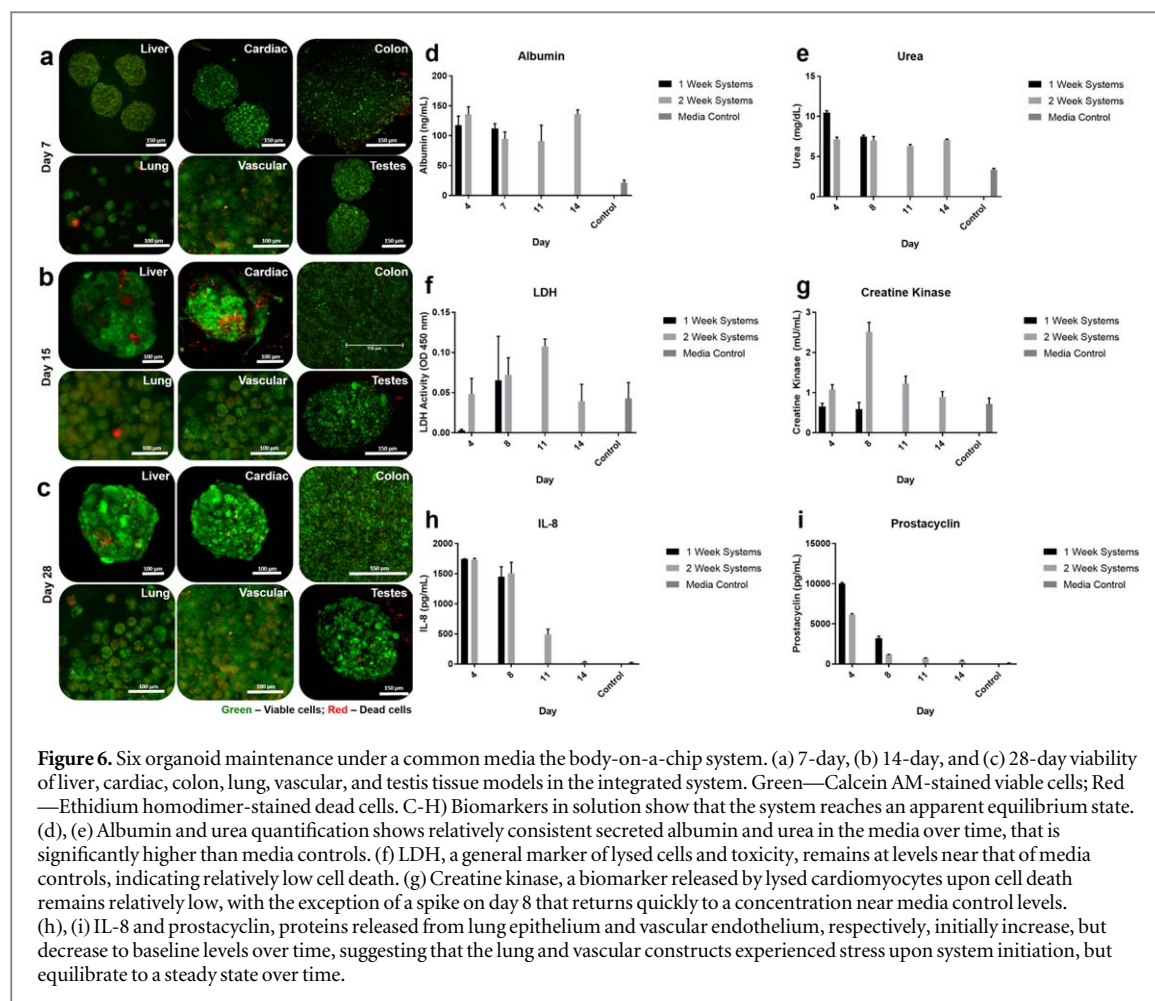 a
Liver
Cardiac
Colon
150 µm
150 µm
150 µm
Day 7
Lung
Vascular
Testes
100 µm
100 µm
150 µm
b
Liver
Cardiac
Colon
100 µm
100 µm
Day 15
Lung
Vascular
Testes
100 µm
100 µm
150 µm
c
Liver
Cardiac
Colon
100 µm
100 µm
150 µm
Day 28
Lung
Vascular
Testes
100 µm
100 µm
150 µm
Green – Viable cells; Red – Dead cells
d
Albumin
Albumin (ng/mL)
200
150
100
50
0
4
7
11
14
Control
Day
1 Week Systems
2 Week Systems
Media Control
e
Urea
Urea (mg/dL)
15
10
5
0
4
8
11
14
Control
Day
1 Week Systems
2 Week Systems
Media Control
f
LDH
LDH Activity (OD 450 nm)
0.15
0.10
0.05
0.00
4
8
11
14
Control
Day
1 Week Systems
2 Week Systems
Media Control
g
Creatine Kinase
Creatine Kinase (mU/mL)
3
2
1
0
4
8
11
14
Control
Day
1 Week Systems
2 Week Systems
Media Control
h
IL-8
IL-8 (pg/mL)
2000
1500
1000
500
0
4
8
11
14
Control
Day
1 Week Systems
2 Week Systems
Media Control
i
Prostacyclin
Prostacyclin (pg/mL)
15000
10000
5000
0
4
8
11
14
Control
Day
1 Week Systems
2 Week Systems
Media Control
Figure 6. Six organoid maintenance under a common media the body-on-a-chip system. (a) 7-day, (b) 14-day, and (c) 28-day viability
of liver, cardiac, colon, lung, vascular, and testis tissue models in the integrated system. Green—Calcein AM-stained viable cells; Red
—Ethidium homodimer-stained dead cells. C-H) Biomarkers in solution show that the system reaches an apparent equilibrium state.
(d), (e) Albumin and urea quantification shows relatively consistent secreted albumin and urea in the media over time, that is
significantly higher than media controls. (f) LDH, a general marker of lysed cells and toxicity, remains at levels near that of media
controls, indicating relatively low cell death. (g) Creatine kinase, a biomarker released by lysed cardiomyocytes upon cell death
remains relatively low, with the exception of a spike on day 8 that returns quickly to a concentration near media control levels.
(h), (i) IL-8 and prostacyclin, proteins released from lung epithelium and vascular endothelium, respectively, initially increase, but
decrease to baseline levels over time, suggesting that the lung and vascular constructs experienced stress upon system initiation, but
equilibrate to a steady state over time.